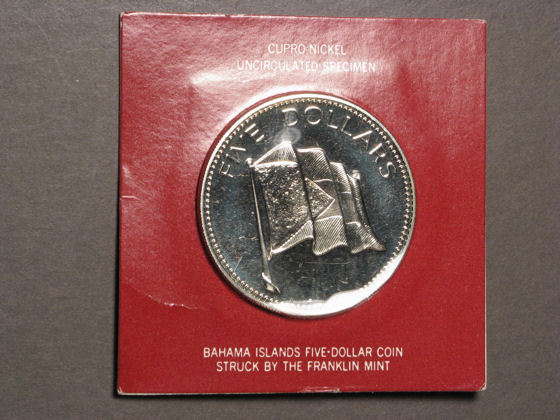 CUPRO-NICKEL
UNCIRCULATED SPECIMEN
FIVE DOLLARS
BAHAMA ISLANDS FIVE-DOLLAR COIN
STRUCK BY THE FRANKLIN MINT